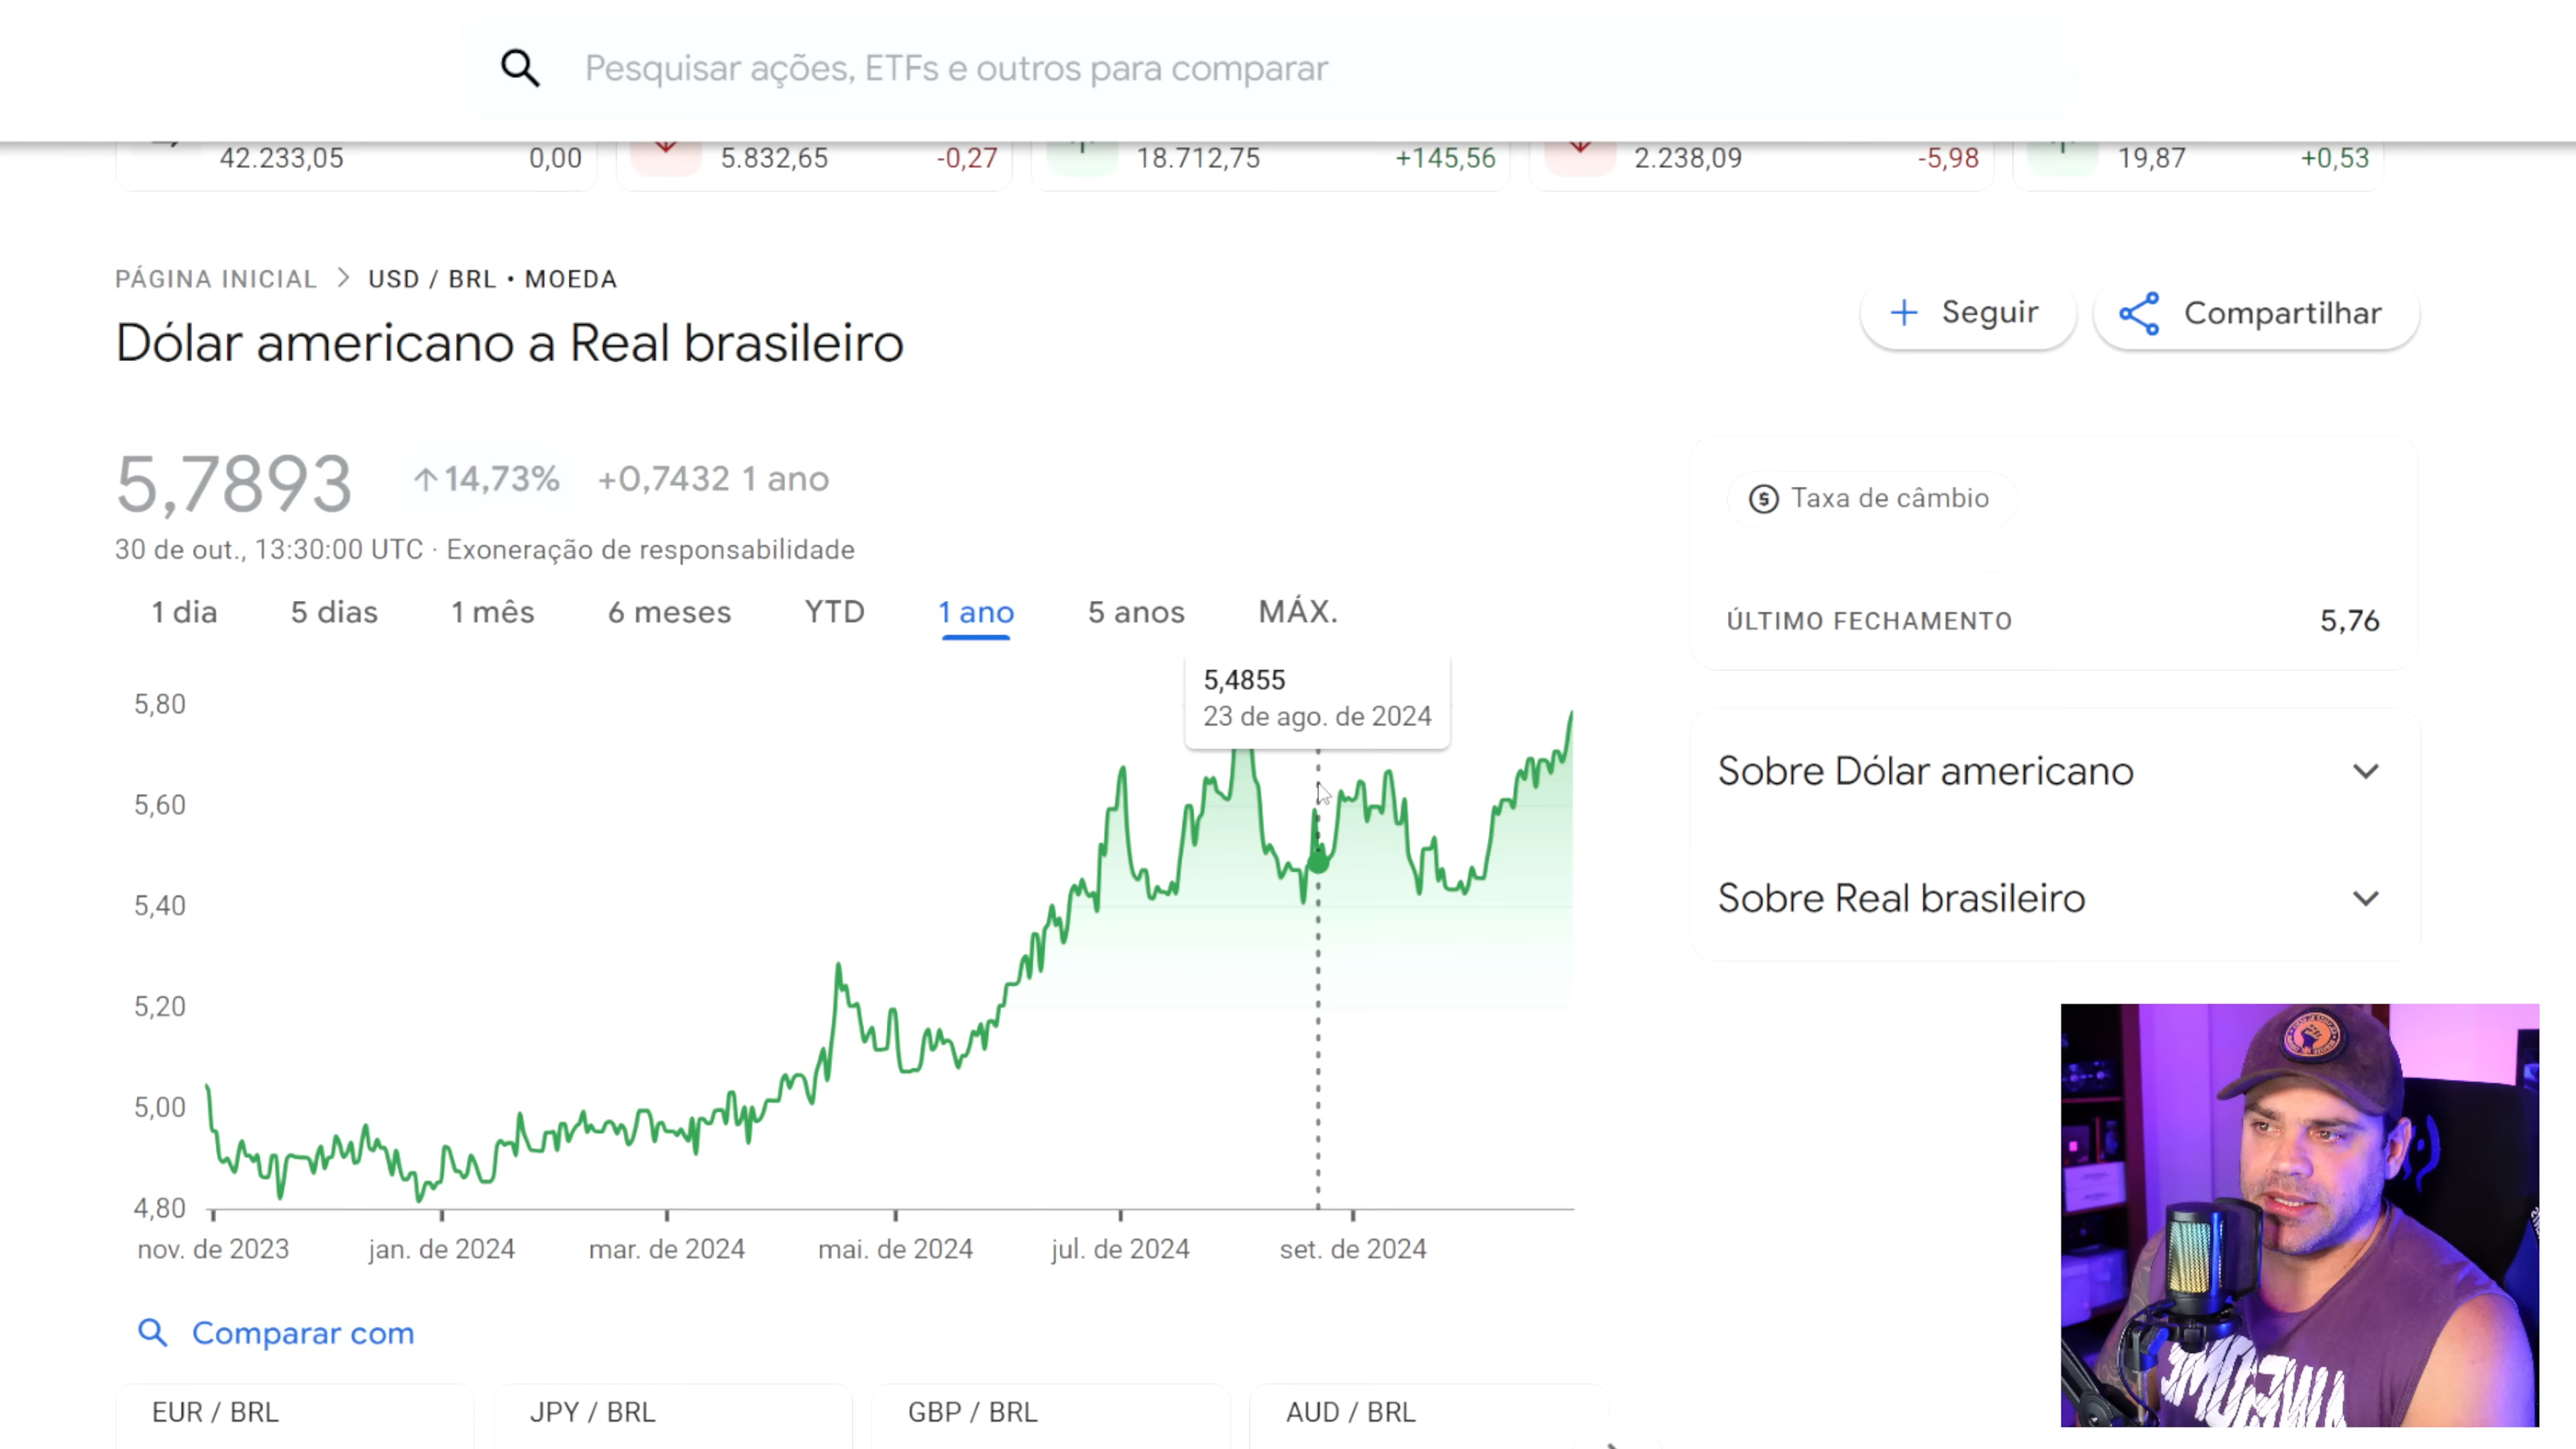 Pesquisar ações, ETFs e outros para comparar
42.233,05 0,00 5.832,65 -0,27 18.712,75 +145,56 2.238,09 -5,98 19,87 +0,53
PÁGINA INICIAL > USD / BRL • MOEDA
Dólar americano a Real brasileiro
+ Seguir
Compartilhar
5,7893 ↑14,73% +0,7432 1 ano
30 de out., 13:30:00 UTC · Exoneração de responsabilidade
1 dia 5 dias 1 mês 6 meses YTD 1 ano 5 anos MÁX.
5,4855
23 de ago. de 2024
5,80
5,60
5,40
5,20
5,00
4,80
nov. de 2023 jan. de 2024 mar. de 2024 mai. de 2024 jul. de 2024 set. de 2024
Comparar com
EUR / BRL JPY / BRL GBP / BRL AUD / BRL
Taxa de câmbio
ÚLTIMO FECHAMENTO 5,76
Sobre Dólar americano
Sobre Real brasileiro